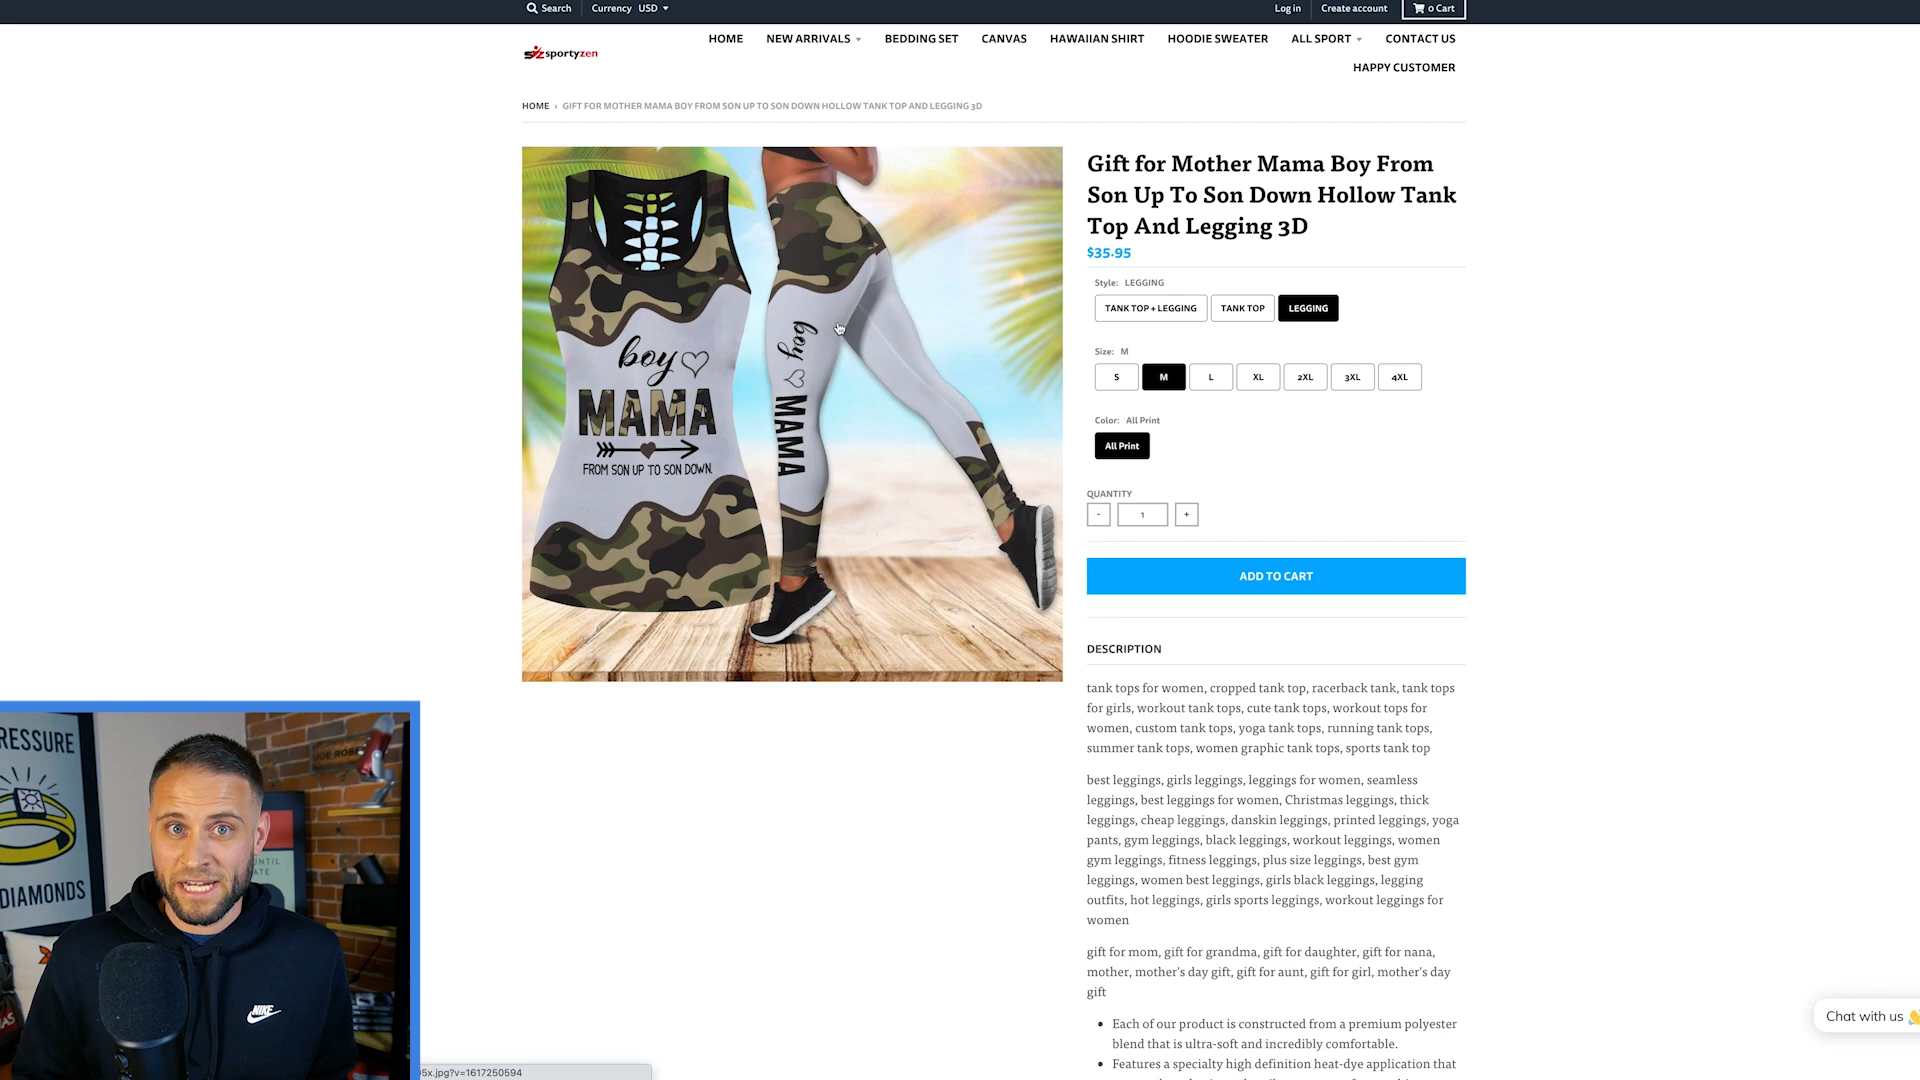 Search
Currency USD
Log in
Create account
0 Cart
sportyzen
HOME
NEW ARRIVALS
BEDDING SET
CANVAS
HAWAIIAN SHIRT
HOODIE SWEATER
ALL SPORT
CONTACT US
HAPPY CUSTOMER
HOME › GIFT FOR MOTHER MAMA BOY FROM SON UP TO SON DOWN HOLLOW TANK TOP AND LEGGING 3D
boy
MAMA
FROM SON UP TO SON DOWN.
boy
MAMA
Gift for Mother Mama Boy From
Son Up To Son Down Hollow Tank
Top And Legging 3D
$35.95
Style: LEGGING
TANK TOP + LEGGING
TANK TOP
LEGGING
Size: M
S
M
L
XL
2XL
3XL
4XL
Color: All Print
All Print
QUANTITY
-
1
+
ADD TO CART
DESCRIPTION
tank tops for women, cropped tank top, racerback tank, tank tops
for girls, workout tank tops, cute tank tops, workout tops for
women, custom tank tops, yoga tank tops, running tank tops,
summer tank tops, women graphic tank tops, sports tank top
best leggings, girls leggings, leggings for women, seamless
leggings, best leggings for women, Christmas leggings, thick
leggings, cheap leggings, danskin leggings, printed leggings, yoga
pants, gym leggings, black leggings, workout leggings, women
gym leggings, fitness leggings, plus size leggings, best gym
leggings, women best leggings, girls black leggings, legging
outfits, hot leggings, girls sports leggings, workout leggings for
women
gift for mom, gift for grandma, gift for daughter, gift for nana,
mother, mother's day gift, gift for aunt, gift for girl, mother's day
gift
Each of our product is constructed from a premium polyester
blend that is ultra-soft and incredibly comfortable.
Features a specialty high definition heat-dye application that
Chat with us
5x.jpg?v=1617250594
RESSURE
DIAMONDS
NIKE